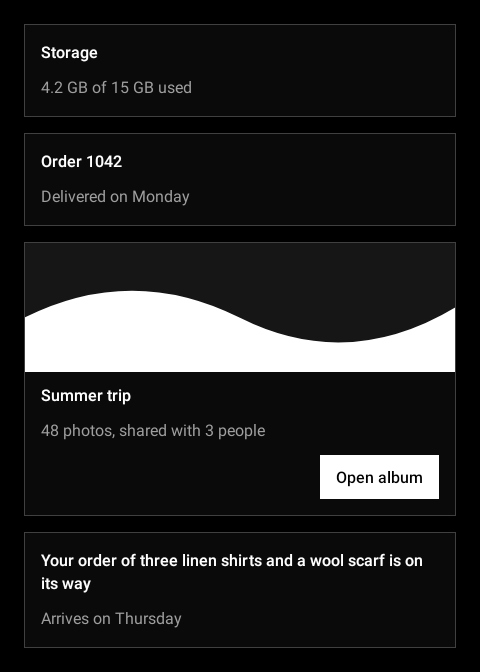 Storage
4.2 GB of 15 GB used
Order 1042
Delivered on Monday
Summer trip
48 photos, shared with 3 people
Open album
Your order of three linen shirts and a wool scarf is on
its way
Arrives on Thursday